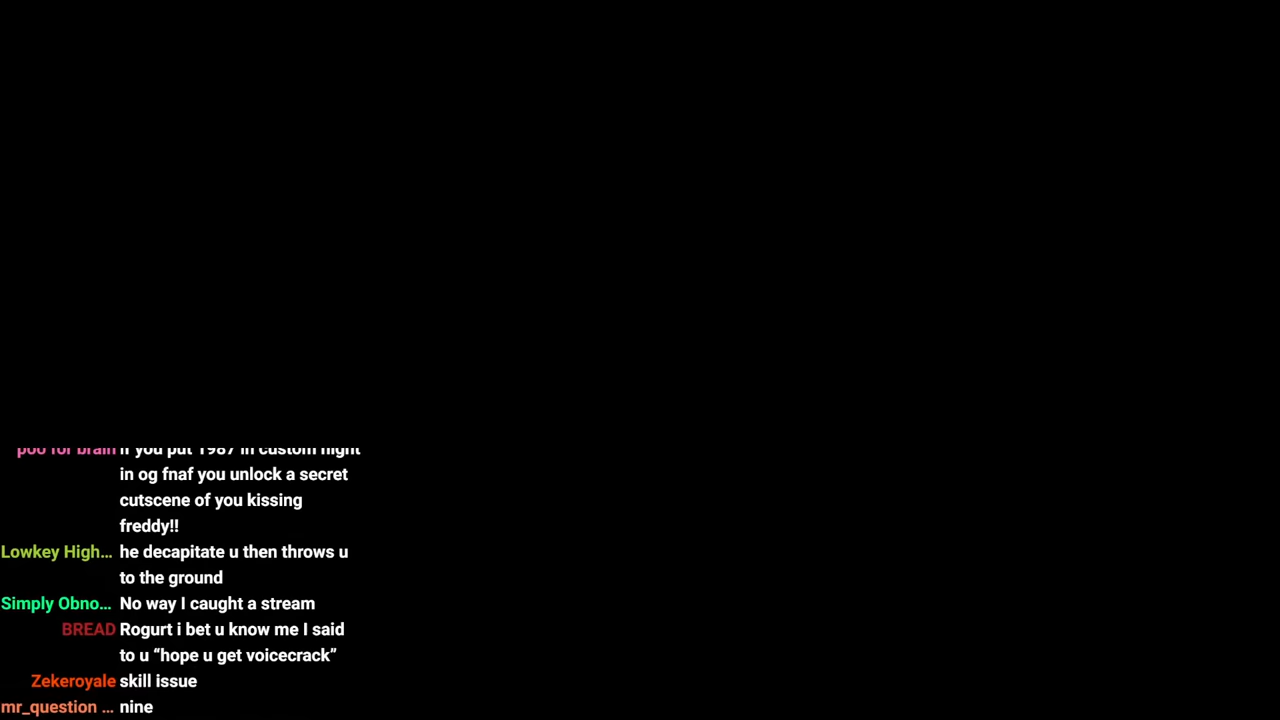 poo for brain if you put 1987 in custom night
in og fnaf you unlock a secret
cutscene of you kissing
freddy!!
Lowkey High… he decapitate u then throws u
to the ground
Simply Obno… No way I caught a stream
BREAD Rogurt i bet u know me I said
to u “hope u get voicecrack”
Zekeroyale skill issue
mr_question … nine